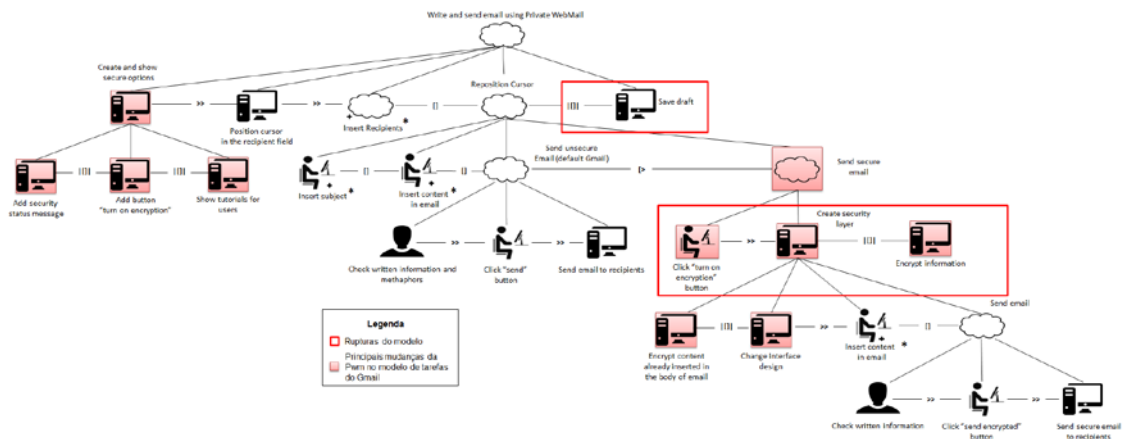 Write and send email using Private WebMail
Create and show
secure options
Reposition Cursor
>>
>>
[]
|[]|
Save draft
Position cursor
in the recipient field
+
Insert Recipients
*
Send unsecure
Email (default Gmail)
Send secure
email
|[]|
|[]|
[]
[]
[>
Add security
status message
Add button
"turn on encryption"
Show tutorials for
users
+
*
Insert subject
+
*
Insert content
in email
Create security
layer
>>
>>
>>
|[]|
Check written information and
methaphors
Click "send"
button
Send email to recipients
Click "turn on
encryption"
button
Encrypt information
Send email
Legenda
Rupturas do modelo
Principais mudanças da
Pwm no modelo de tarefas
do Gmail
|[]|
>>
[]
Encrypt content
already inserted in
the body of email
Change Interface
design
+
*
Insert content
in email
>>
>>
Check written information
Click "send encrypted"
button
Send secure email
to recipients